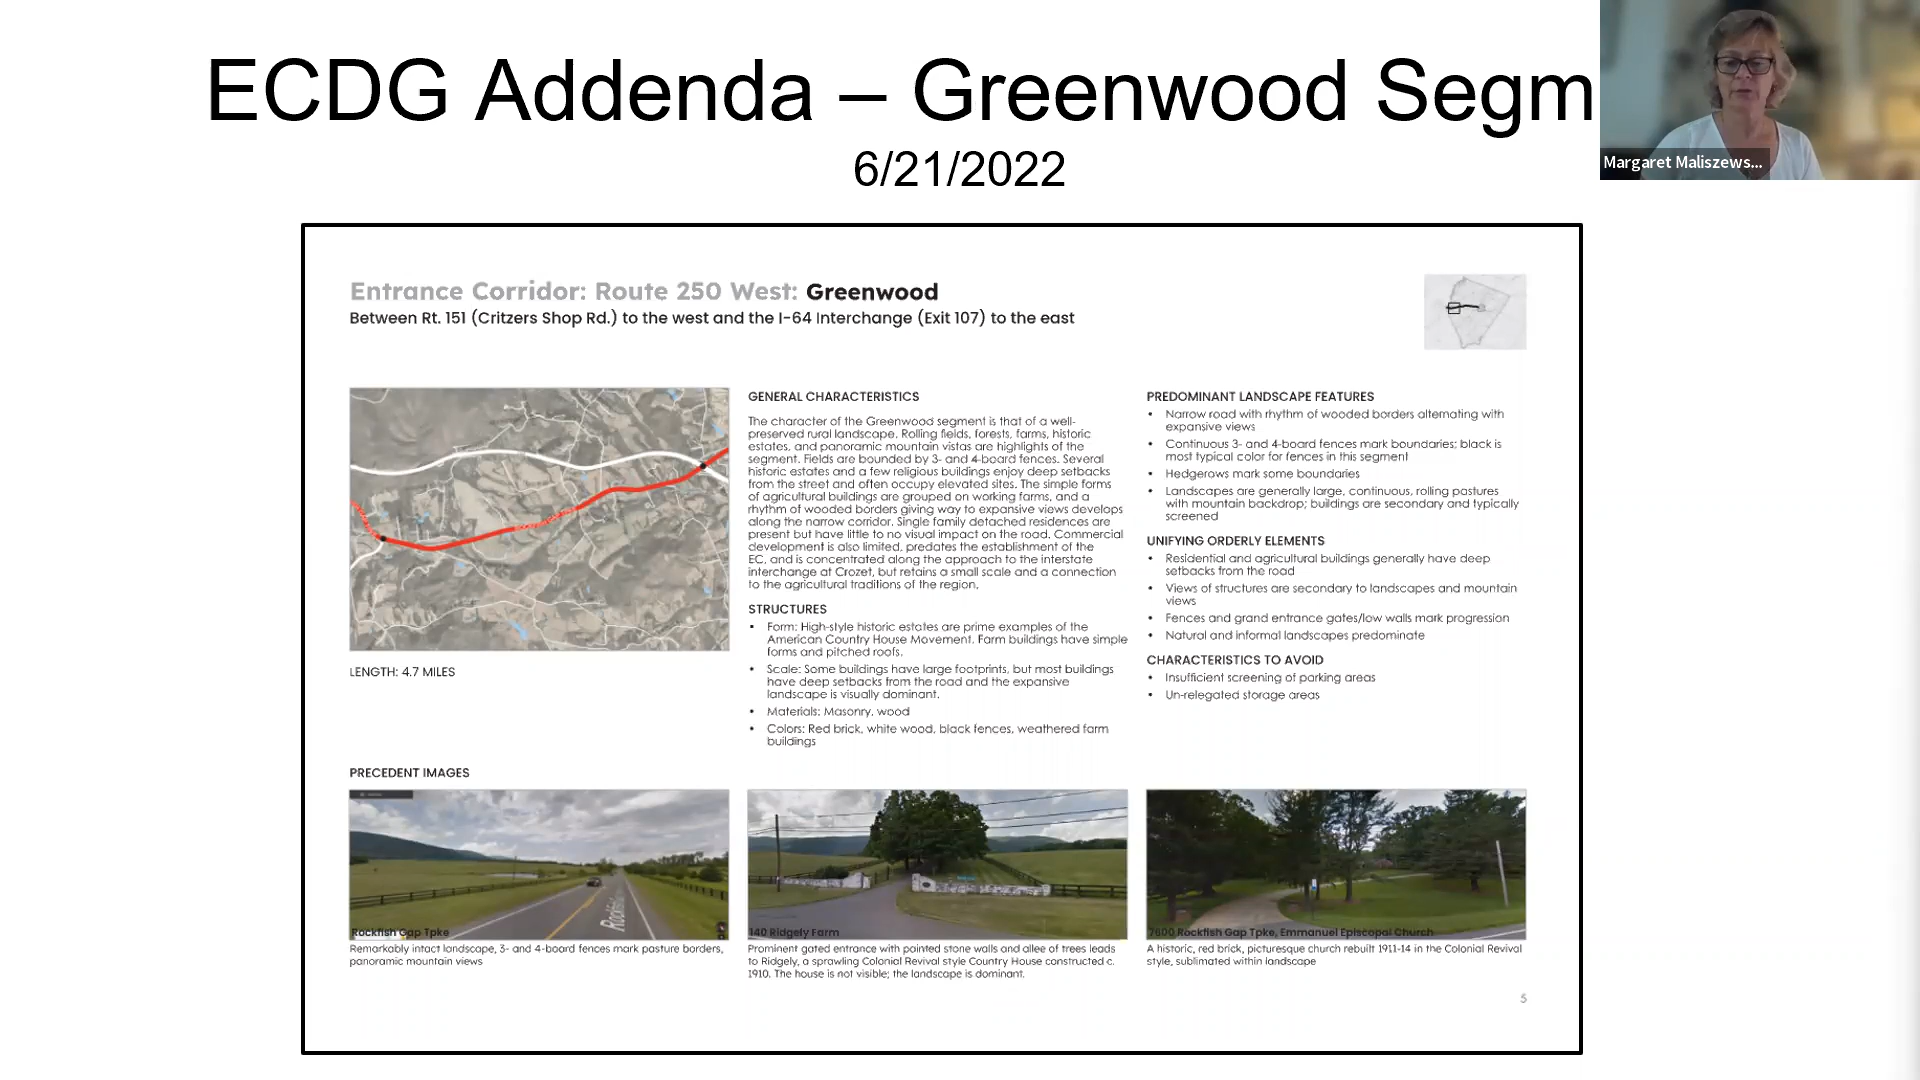 ECDG Addenda – Greenwood Segm
6/21/2022
Margaret Maliszews...
Entrance Corridor: Route 250 West: Greenwood
Between Rt. 151 (Critzers Shop Rd.) to the west and the I-64 Interchange (Exit 107) to the east
LENGTH: 4.7 MILES
GENERAL CHARACTERISTICS
The character of the Greenwood segment is that of a well-
preserved rural landscape. Rolling fields, forests, farms, historic
estates, and panoramic mountain vistas are highlights of the
segment. Fields are bounded by 3- and 4-board fences. Several
historic estates and a few religious buildings enjoy deep setbacks
from the street and often occupy elevated sites. The simple forms
of agricultural buildings are grouped on working farms, and a
rhythm of wooded borders giving way to expansive views develops
along the narrow corridor. Single family detached residences are
present but have little to no visual impact on the road. Commercial
development is also limited, predates the establishment of the
EC, and is concentrated along the approach to the interstate
interchange at Crozet, but retains a small scale and a connection
to the agricultural traditions of the region.
STRUCTURES
• Form: High-style historic estates are prime examples of the
American Country House Movement. Farm buildings have simple
forms and pitched roofs.
• Scale: Some buildings have large footprints, but most buildings
have deep setbacks from the road and the expansive
landscape is visually dominant.
• Materials: Masonry, wood
• Colors: Red brick, white wood, black fences, weathered farm
buildings
PREDOMINANT LANDSCAPE FEATURES
• Narrow road with rhythm of wooded borders alternating with
expansive views
• Continuous 3- and 4-board fences mark boundaries; black is
most typical color for fences in this segment
• Hedgerows mark some boundaries
• Landscapes are generally large, continuous, rolling pastures
with mountain backdrop; buildings are secondary and typically
screened
UNIFYING ORDERLY ELEMENTS
• Residential and agricultural buildings generally have deep
setbacks from the road
• Views of structures are secondary to landscapes and mountain
views
• Fences and grand entrance gates/low walls mark progression
• Natural and informal landscapes predominate
CHARACTERISTICS TO AVOID
• Insufficient screening of parking areas
• Un-relegated storage areas
PRECEDENT IMAGES
Rockfish Gap Tpke
Remarkably intact landscape, 3- and 4-board fences mark pasture borders,
panoramic mountain views
140 Ridgely Farm
Prominent gated entrance with painted stone walls and allee of trees leads
to Ridgely, a sprawling Colonial Revival style Country House constructed c.
1910. The house is not visible; the landscape is dominant.
7600 Rockfish Gap Tpke, Emmanuel Episcopal Church
A historic, red brick, picturesque church rebuilt 1911-14 in the Colonial Revival
style, sublimated within landscape
5